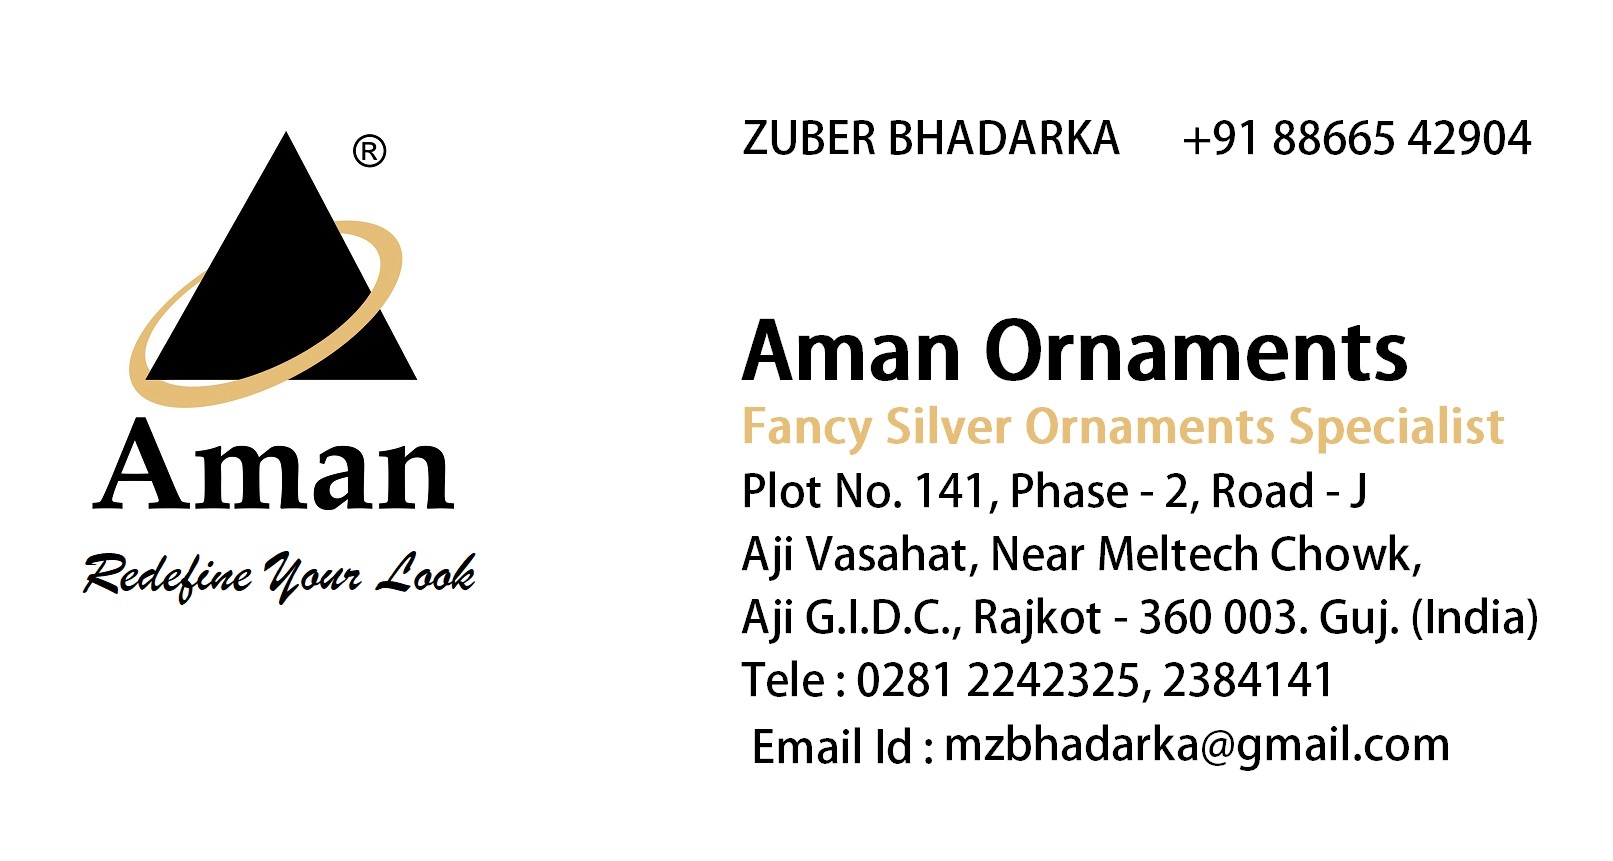 ®
Aman
Redefine Your Look
ZUBER BHADARKA +91 88665 42904
Aman Ornaments
Fancy Silver Ornaments Specialist
Plot No. 141, Phase - 2, Road - J
Aji Vasahat, Near Meltech Chowk,
Aji G.I.D.C., Rajkot - 360 003. Guj. (India)
Tele : 0281 2242325, 2384141
Email Id : mzbhadarka@gmail.com